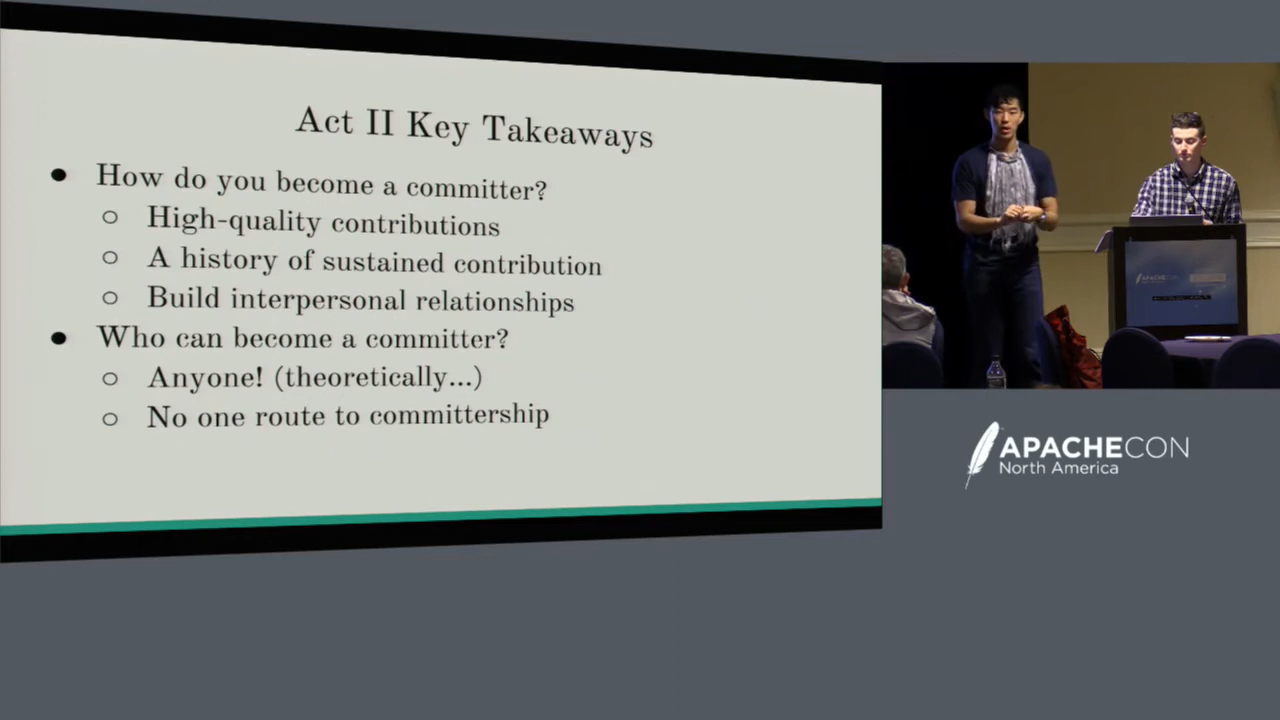 Act II Key Takeaways
● How do you become a committer?
○ High-quality contributions
○ A history of sustained contribution
○ Build interpersonal relationships
● Who can become a committer?
○ Anyone! (theoretically...)
○ No one route to committership
APACHECON
APACHECON
North America